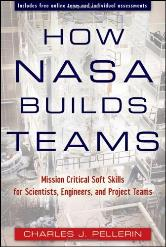 Includes free online team and individual assessments
HOW
NASA
BUILDS
TEAMS
Mission Critical Soft Skills
for Scientists, Engineers, and Project Teams
CHARLES J. PELLERIN